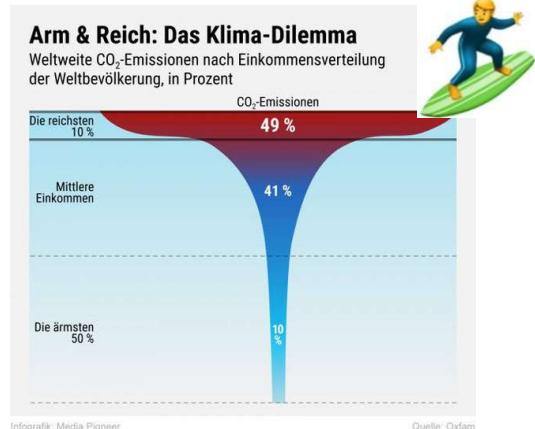 Arm & Reich: Das Klima-Dilemma
Weltweite CO₂-Emissionen nach Einkommensverteilung
der Weltbevölkerung, in Prozent
CO₂-Emissionen
Die reichsten
10 %
49 %
Mittlere
Einkommen
41 %
Die ärmsten
50 %
10
%
Infografik: Media Pioneer
Quelle: Oxfam